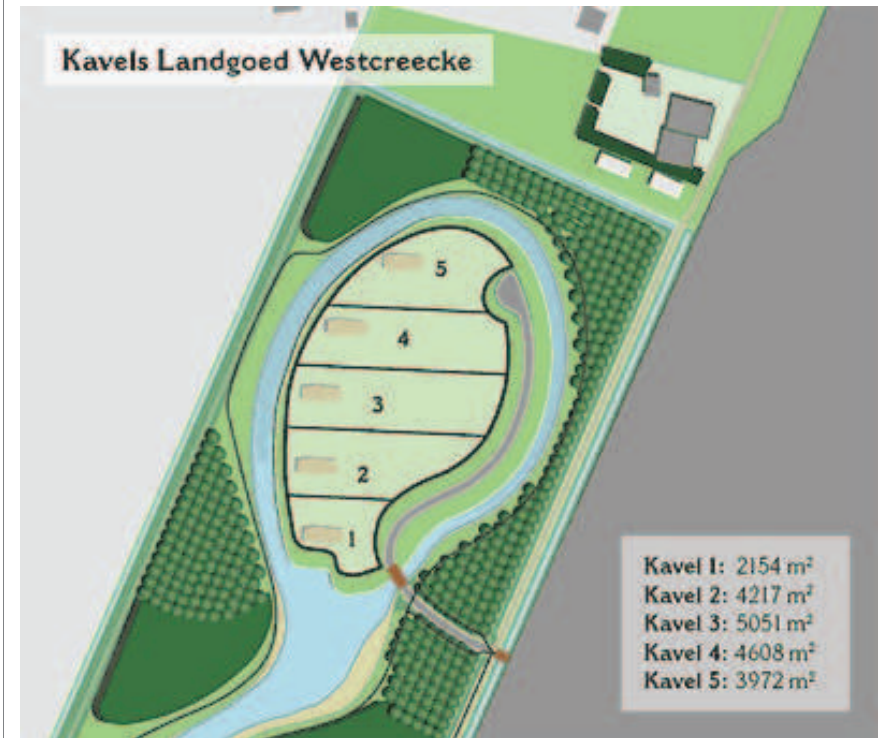 Kavels Landgoed Westcreecke
5
4
3
2
1
Kavel 1: 2154 m²
Kavel 2: 4217 m²
Kavel 3: 5051 m²
Kavel 4: 4608 m²
Kavel 5: 3972 m²